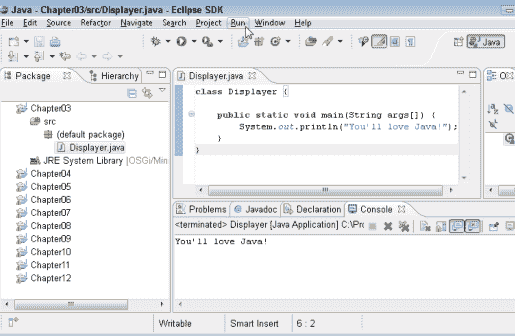 Java - Chapter03/src/Displayer.java - Eclipse SDK
File Edit Source Refactor Navigate Search Project Run Window Help
Java
Package Hierarchy
Displayer.java
Chapter03
src
(default package)
Displayer.java
JRE System Library [OSGi/Min
Chapter04
Chapter05
Chapter06
Chapter07
Chapter08
Chapter09
Chapter10
Chapter11
Chapter12
class Displayer {
public static void main(String args[]) {
System.out.println("You'll love Java!");
}
}
Problems Javadoc Declaration Console
<terminated> Displayer [Java Application] C:\Pr
You'll love Java!
Writable Smart Insert 6 : 2